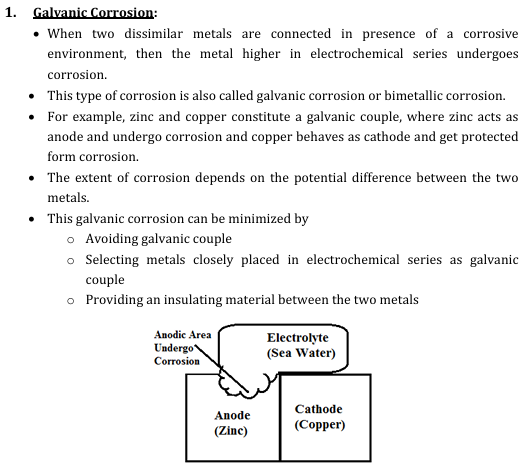 1. Galvanic Corrosion:
• When two dissimilar metals are connected in presence of a corrosive
environment, then the metal higher in electrochemical series undergoes
corrosion.
• This type of corrosion is also called galvanic corrosion or bimetallic corrosion.
• For example, zinc and copper constitute a galvanic couple, where zinc acts as
anode and undergo corrosion and copper behaves as cathode and get protected
form corrosion.
• The extent of corrosion depends on the potential difference between the two
metals.
• This galvanic corrosion can be minimized by
o Avoiding galvanic couple
o Selecting metals closely placed in electrochemical series as galvanic
couple
o Providing an insulating material between the two metals
Anodic Area
Undergo
Corrosion
Electrolyte
(Sea Water)
Anode
(Zinc)
Cathode
(Copper)